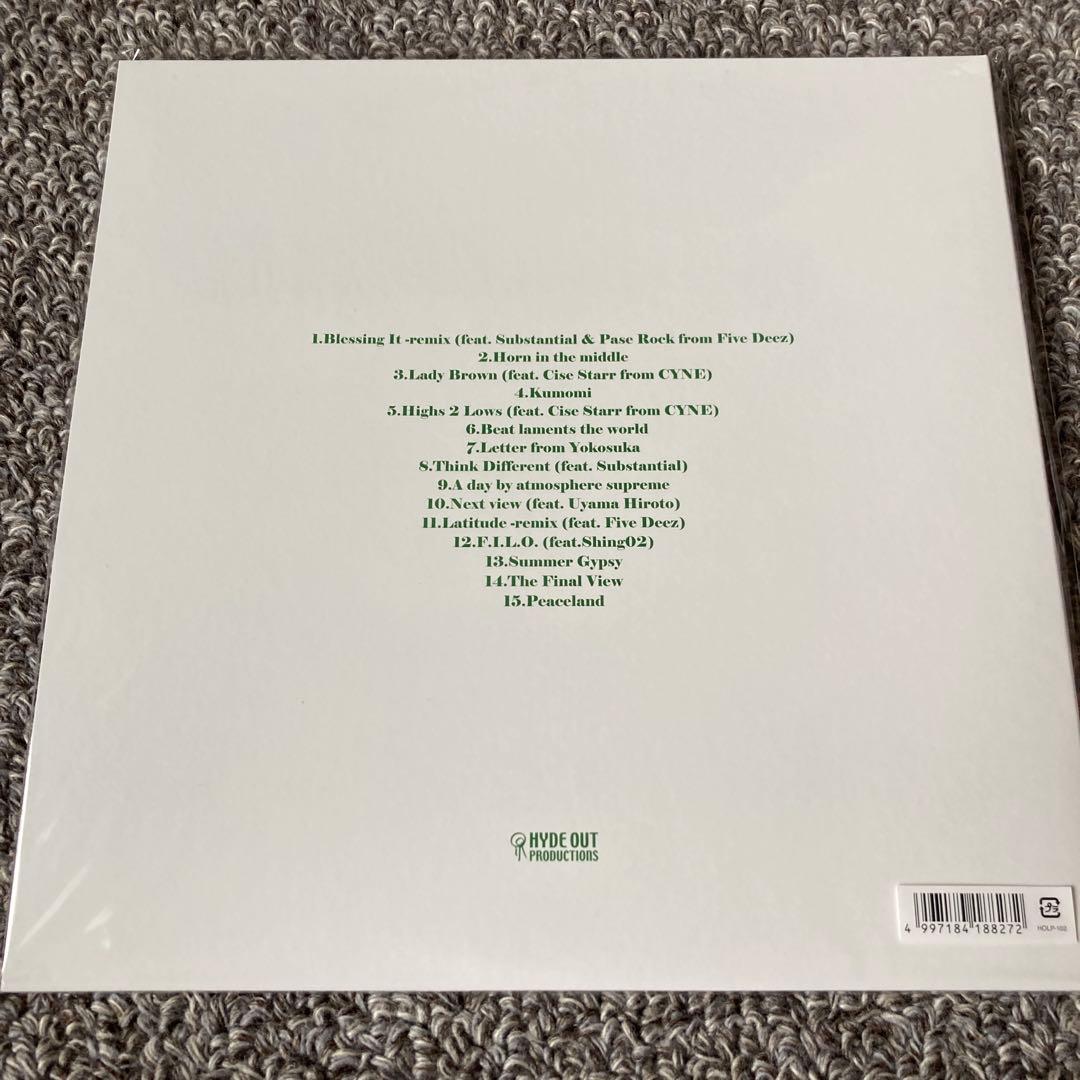 1.Blessing It -remix (feat. Substantial & Pase Rock from Five Deez)
2.Horn in the middle
3.Lady Brown (feat. Cise Starr from CYNE)
4.Kumomi
5.Highs 2 Lows (feat. Cise Starr from CYNE)
6.Beat laments the world
7.Letter from Yokosuka
8.Think Different (feat. Substantial)
9.A day by atmosphere supreme
10.Next view (feat. Uyama Hiroto)
11.Latitude -remix (feat. Five Deez)
12.F.I.L.O. (feat.Shing02)
13.Summer Gypsy
14.The Final View
15.Peaceland
HYDE OUT
PRODUCTIONS
4 997184 188272
HOLP-102